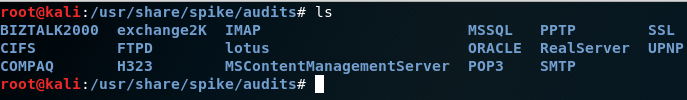 root@kali:/usr/share/spike/audits# ls
BIZTALK2000 exchange2K IMAP MSSQL PPTP SSL
CIFS FTPD lotus ORACLE RealServer UPNP
COMPAQ H323 MSContentManagementServer POP3 SMTP
root@kali:/usr/share/spike/audits#